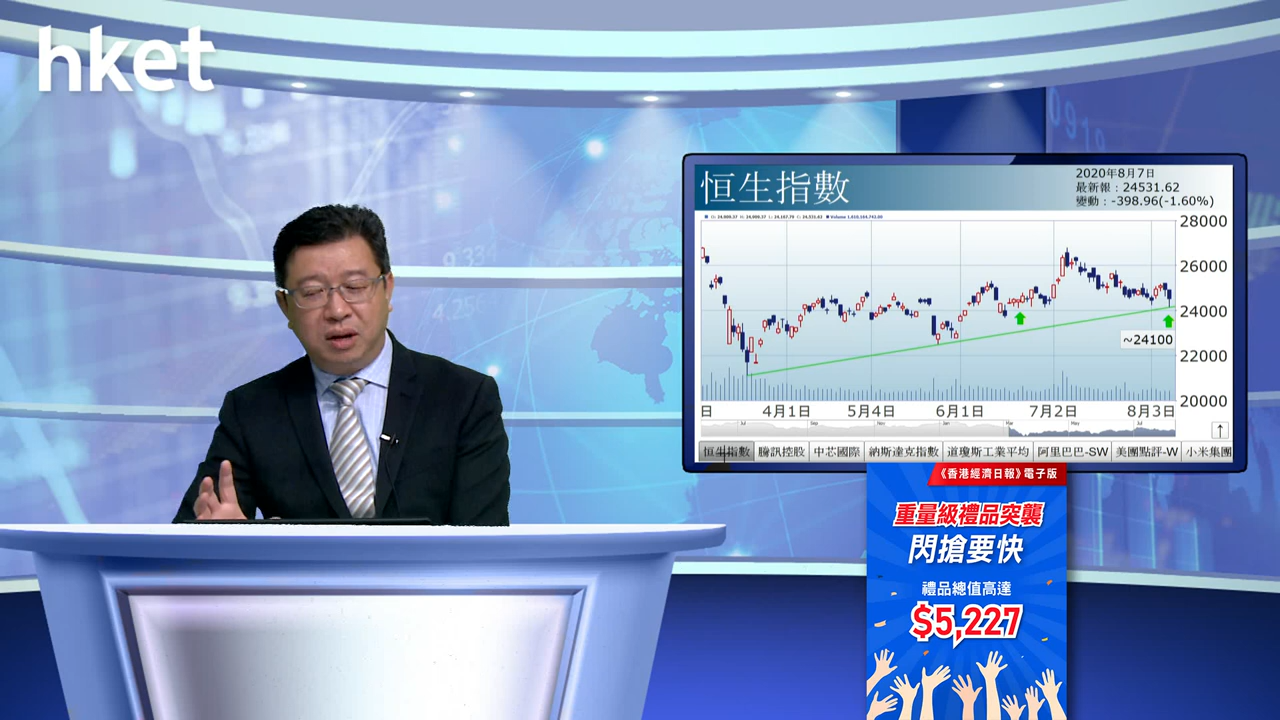 hket
恒生指數
2020年8月7日
最新報：24531.62
變動：-398.96(-1.60%)
28000
26000
24000
22000
20000
~24100
日 4月1日 5月4日 6月1日 7月2日 8月3日
恒生指數 騰訊控股 中芯國際 納斯達克指數 道瓊斯工業平均 阿里巴巴-SW 美團點評-W 小米集團
《香港經濟日報》電子版
重量級禮品突襲
閃搶要快
禮品總值高達
$5,227